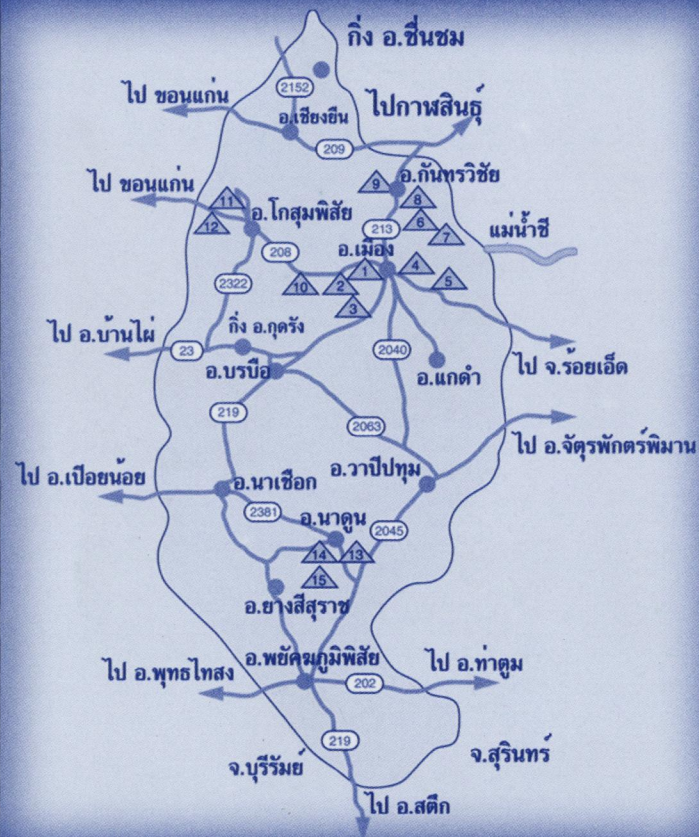 กิ่ง อ.ชื่นชม
2152
ไป ขอนแก่น
ไปกาฬสินธุ์
อ.เชียงยืน
209
ไป ขอนแก่น
อ.กันทรวิชัย
9
8
11
12
อ.โกสุมพิสัย
213
6
7
แม่น้ำชี
208
อ.เมือง
1
4
5
2322
10
2
3
ไป อ.บ้านไผ่
กิ่ง อ.กุดรัง
23
2040
อ.บรบือ
อ.แกดำ
ไป จ.ร้อยเอ็ด
219
2063
ไป อ.จัตุรพักตร์พิมาน
ไป อ.เปือยน้อย
อ.นาเชือก
อ.วาปีปทุม
2381
อ.นาดูน
2045
14
13
15
อ.ยางสีสุราช
ไป อ.พุทธไทสง
อ.พยัคฆภูมิพิสัย
ไป อ.ท่าตูม
202
219
จ.บุรีรัมย์
จ.สุรินทร์
ไป อ.สตึก